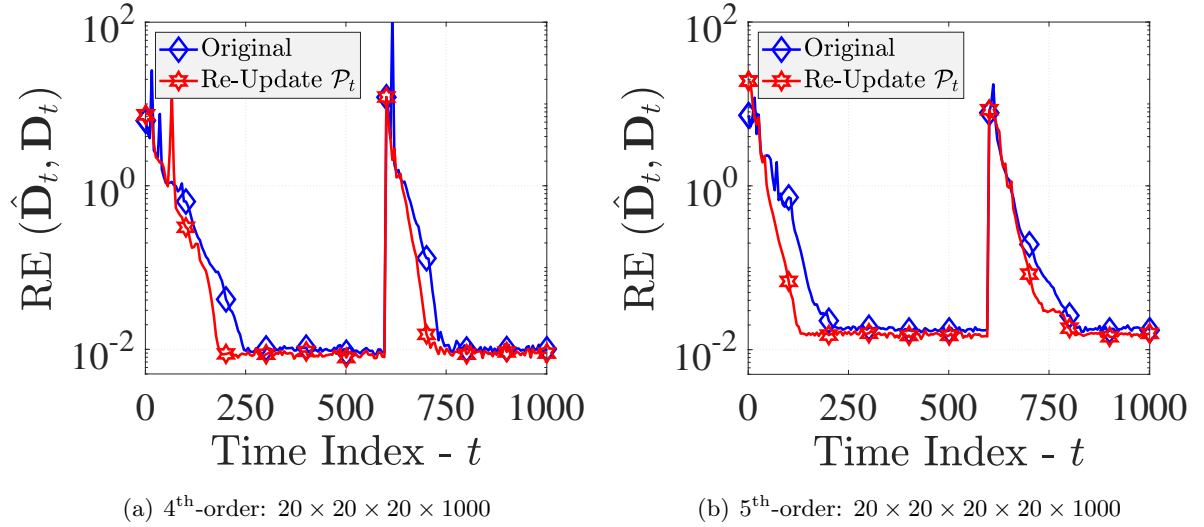 10^2
10^0
10^-2
RE (D̂_t, D_t)
Original
Re-Update P_t
0 250 500 750 1000
Time Index - t
(a) 4^th-order: 20 × 20 × 20 × 1000
10^2
10^0
10^-2
RE (D̂_t, D_t)
Original
Re-Update P_t
0 250 500 750 1000
Time Index - t
(b) 5^th-order: 20 × 20 × 20 × 20 × 1000